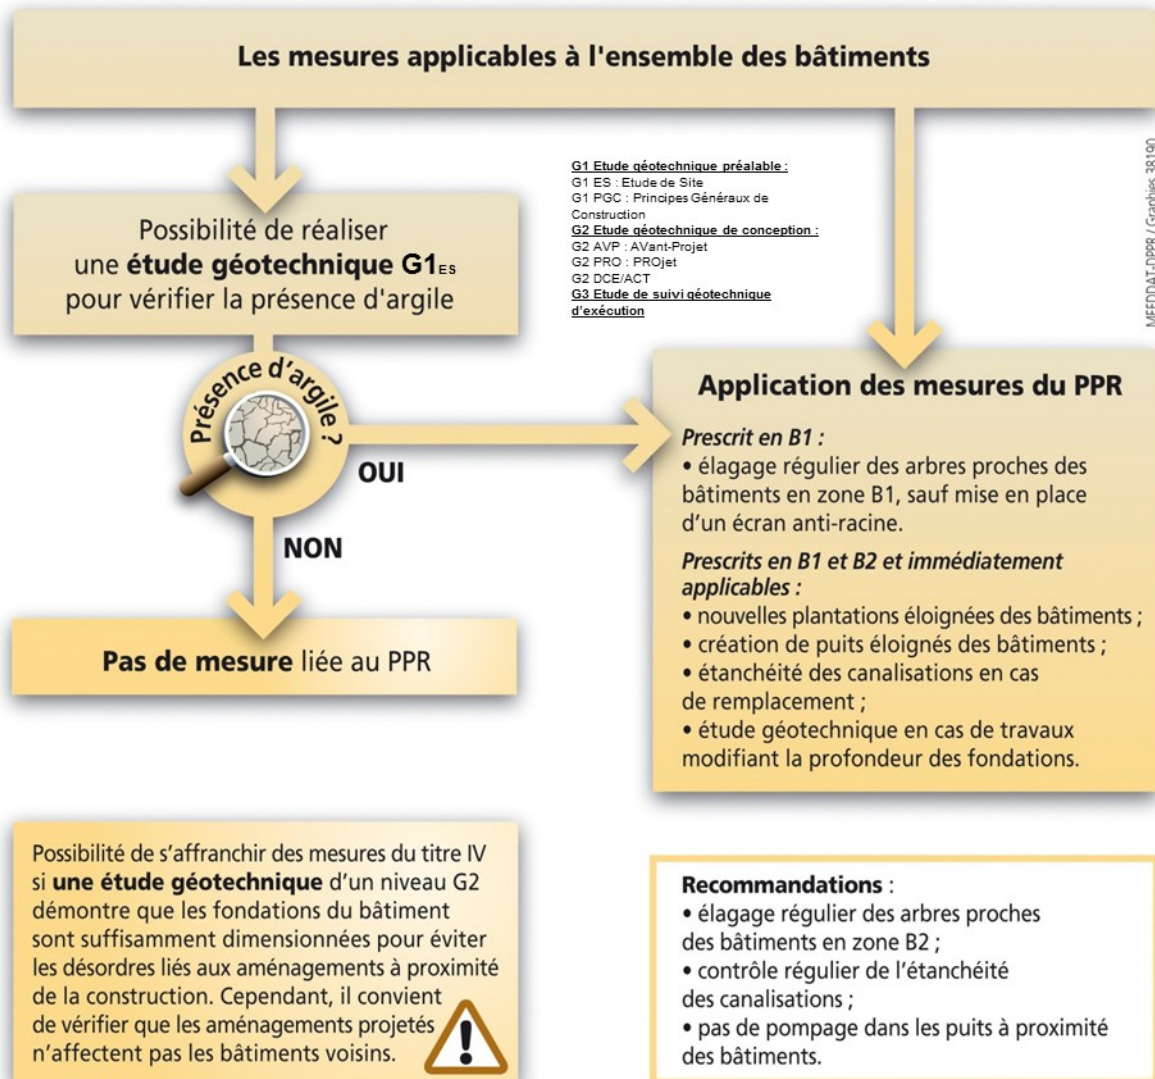 Les mesures applicables à l'ensemble des bâtiments
MEEDDAT-DPPR / Graphies 38190
Possibilité de réaliser
une étude géotechnique G1ES
pour vérifier la présence d'argile
G1 Etude géotechnique préalable :
G1 ES : Etude de Site
G1 PGC : Principes Généraux de
Construction
G2 Etude géotechnique de conception :
G2 AVP : AVant-Projet
G2 PRO : PROjet
G2 DCE/ACT
G3 Etude de suivi géotechnique
d'exécution
Présence d'argile ?
OUI
NON
Pas de mesure liée au PPR
Application des mesures du PPR
Prescrit en B1 :
• élagage régulier des arbres proches des
bâtiments en zone B1, sauf mise en place
d'un écran anti-racine.
Prescrits en B1 et B2 et immédiatement
applicables :
• nouvelles plantations éloignées des bâtiments ;
• création de puits éloignés des bâtiments ;
• étanchéité des canalisations en cas
de remplacement ;
• étude géotechnique en cas de travaux
modifiant la profondeur des fondations.
Possibilité de s'affranchir des mesures du titre IV
si une étude géotechnique d'un niveau G2
démontre que les fondations du bâtiment
sont suffisamment dimensionnées pour éviter
les désordres liés aux aménagements à proximité
de la construction. Cependant, il convient
de vérifier que les aménagements projetés
n'affectent pas les bâtiments voisins.
!
Recommandations :
• élagage régulier des arbres proches
des bâtiments en zone B2 ;
• contrôle régulier de l'étanchéité
des canalisations ;
• pas de pompage dans les puits à proximité
des bâtiments.